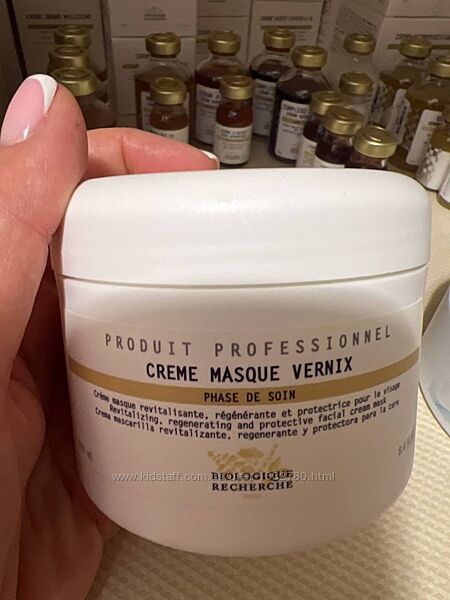 PRODUIT PROFESSIONNEL
CREME MASQUE VERNIX
PHASE DE SOIN
Crème masque revitalisante, régénérante et protectrice pour le visage
Revitalizing, regenerating and protective facial cream mask
Crema mascarilla revitalizante, regenerante y protectora para la cara
ml
BIOLOGIQUE
RECHERCHE